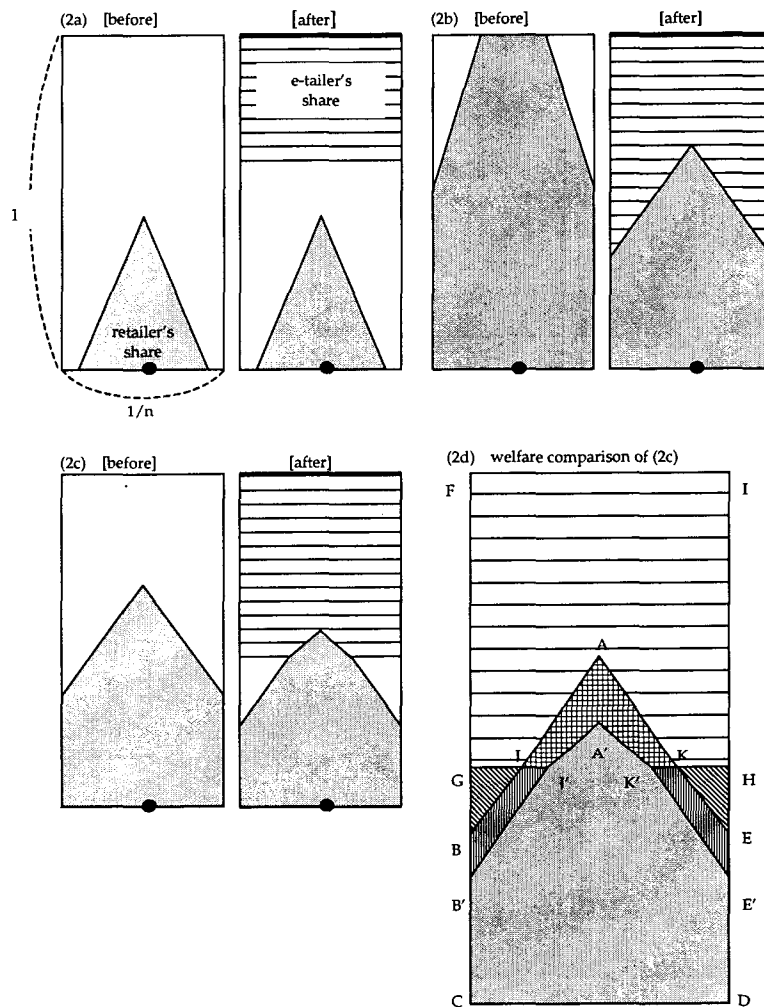 (2a) [before] [after]
(2b) [before] [after]
e-tailer's
share
1
retailer's
share
1/n
(2c) [before] [after]
(2d) welfare comparison of (2c)
F I
A
J K
G A' H
J' K'
B E
B' E'
C D